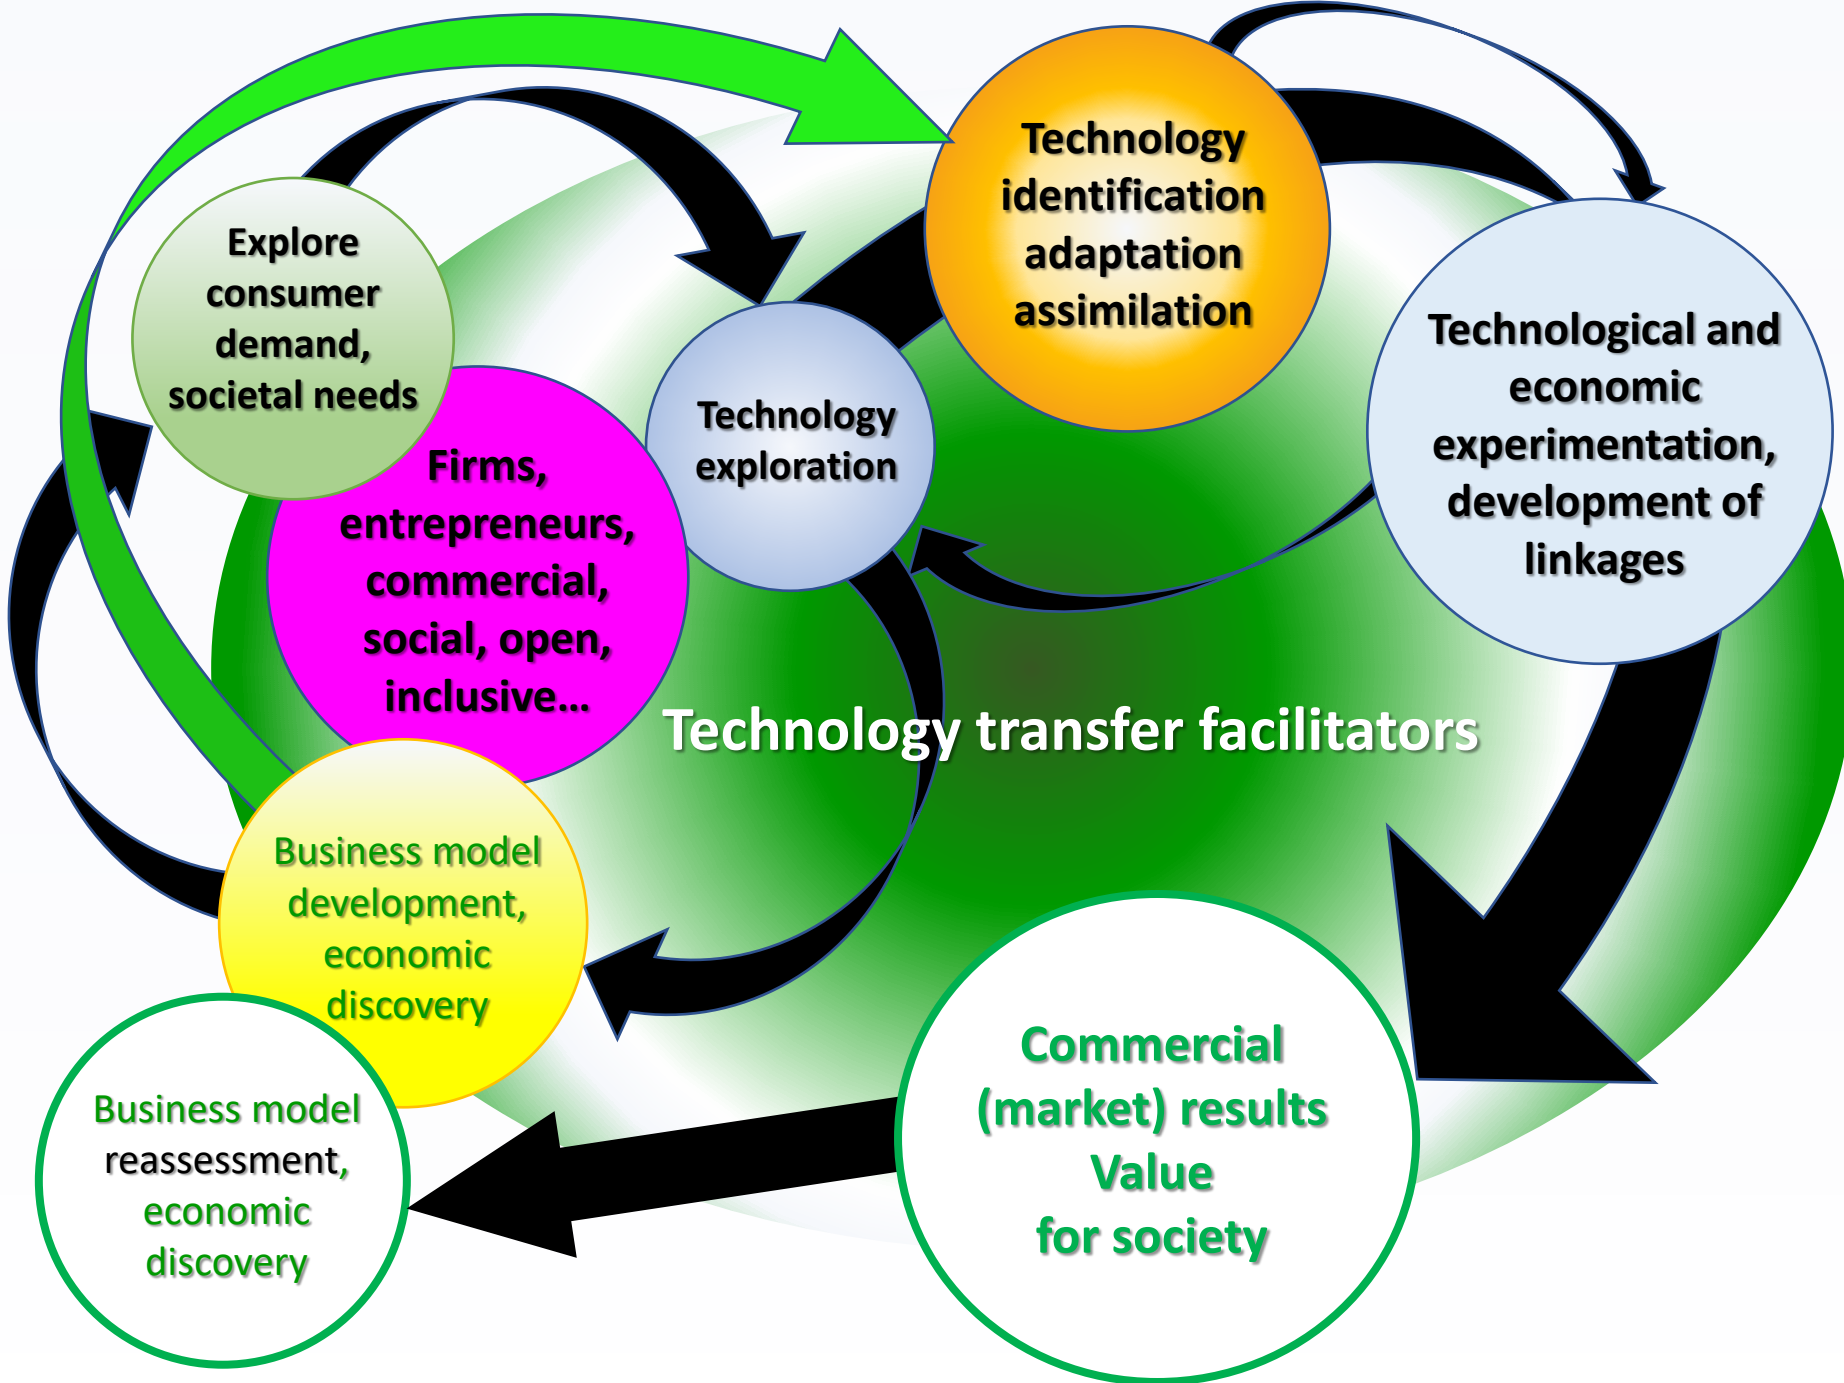 Technology
identification
adaptation
assimilation
Explore
consumer
demand,
societal needs
Technological and
economic
experimentation,
development of
linkages
Technology
exploration
Firms,
entrepreneurs,
commercial,
social, open,
inclusive...
Technology transfer facilitators
Business model
development,
economic
discovery
Commercial
(market) results
Value
for society
Business model
reassessment,
economic
discovery